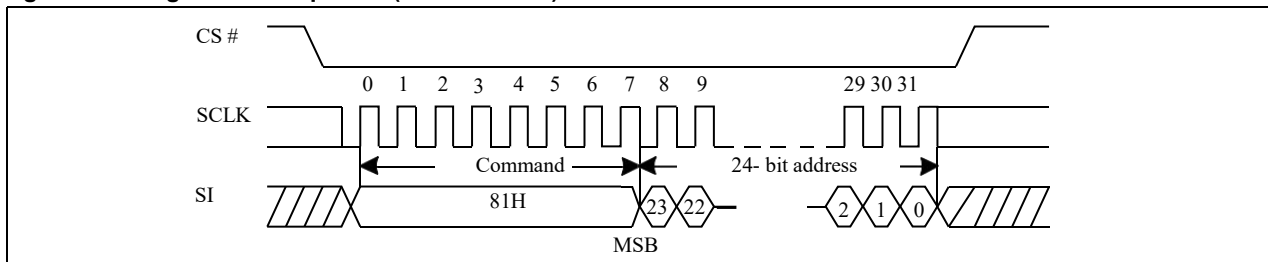 CS #
0 1 2 3 4 5 6 7 8 9 29 30 31
SCLK
Command 24- bit address
SI 81H 23 22 2 1 0
MSB